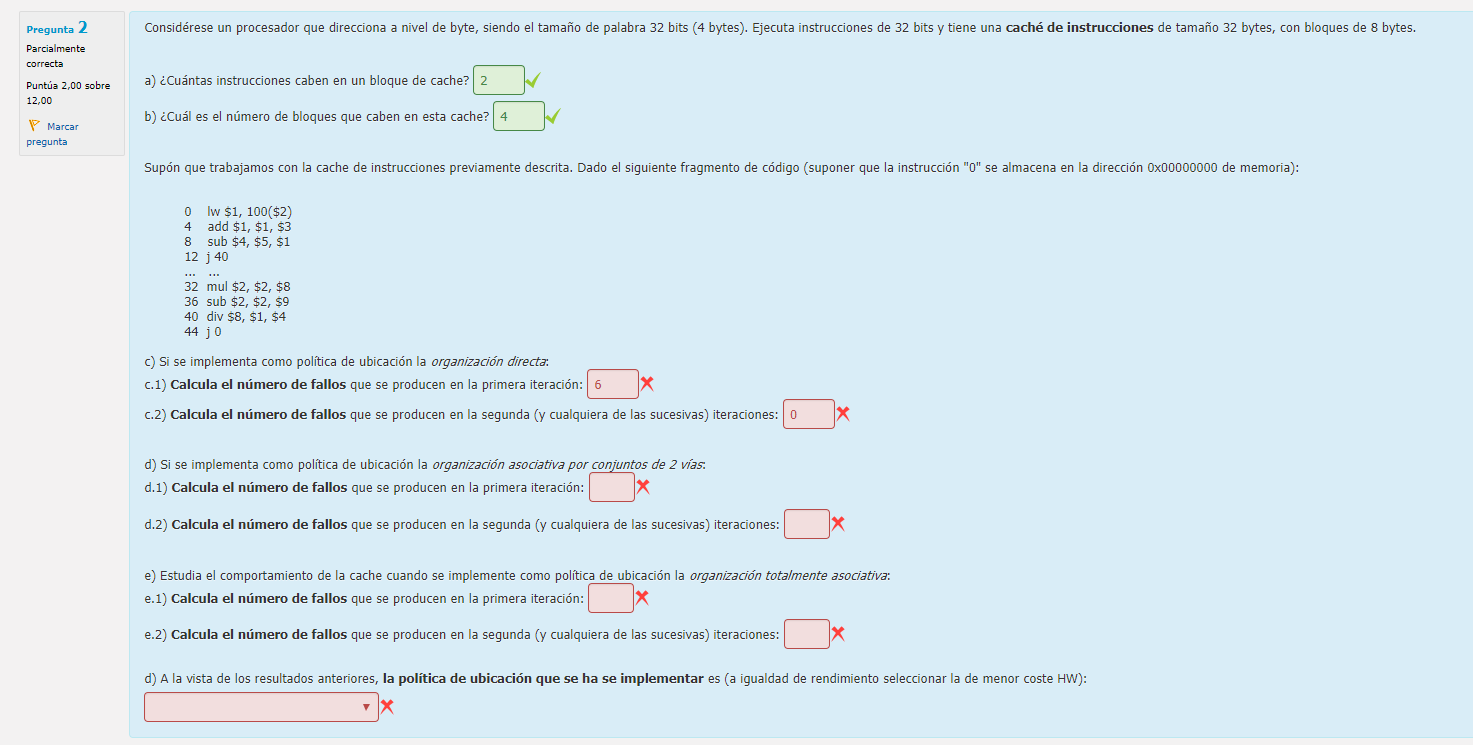 Pregunta 2
Parcialmente
correcta
Puntúa 2,00 sobre
12,00
Marcar
pregunta
Considérese un procesador que direcciona a nivel de byte, siendo el tamaño de palabra 32 bits (4 bytes). Ejecuta instrucciones de 32 bits y tiene una caché de instrucciones de tamaño 32 bytes, con bloques de 8 bytes.
a) ¿Cuántas instrucciones caben en un bloque de cache? 2
b) ¿Cuál es el número de bloques que caben en esta cache? 4
Supón que trabajamos con la cache de instrucciones previamente descrita. Dado el siguiente fragmento de código (suponer que la instrucción "0" se almacena en la dirección 0x00000000 de memoria):
0 lw $1, 100($2)
4 add $1, $1, $3
8 sub $4, $5, $1
12 j 40
... ...
32 mul $2, $2, $8
36 sub $2, $2, $9
40 div $8, $1, $4
44 j 0
c) Si se implementa como política de ubicación la organización directa:
c.1) Calcula el número de fallos que se producen en la primera iteración: 6
c.2) Calcula el número de fallos que se producen en la segunda (y cualquiera de las sucesivas) iteraciones: 0
d) Si se implementa como política de ubicación la organización asociativa por conjuntos de 2 vías:
d.1) Calcula el número de fallos que se producen en la primera iteración:
d.2) Calcula el número de fallos que se producen en la segunda (y cualquiera de las sucesivas) iteraciones:
e) Estudia el comportamiento de la cache cuando se implemente como política de ubicación la organización totalmente asociativa:
e.1) Calcula el número de fallos que se producen en la primera iteración:
e.2) Calcula el número de fallos que se producen en la segunda (y cualquiera de las sucesivas) iteraciones:
d) A la vista de los resultados anteriores, la política de ubicación que se ha se implementar es (a igualdad de rendimiento seleccionar la de menor coste HW):